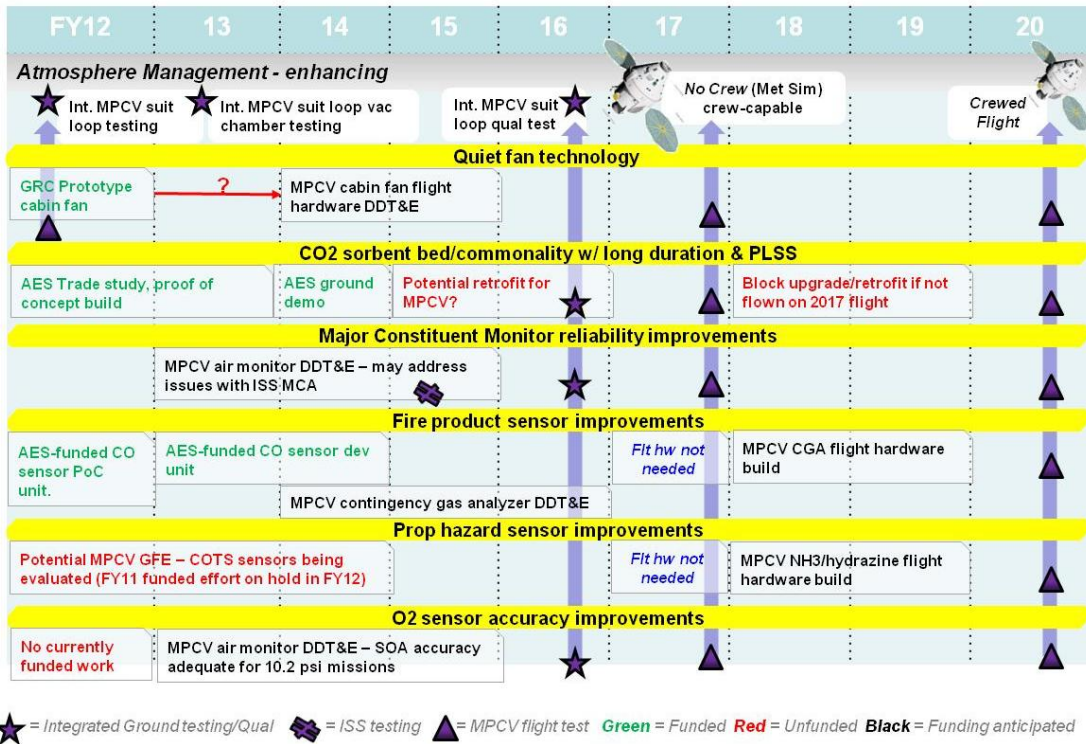 FY12 13 14 15 16 17 18 19 20
Atmosphere Management - enhancing
Int. MPCV suit
loop testing
Int. MPCV suit loop vac
chamber testing
Int. MPCV suit
loop qual test
No Crew (Met Sim)
crew-capable
Crewed
Flight
Quiet fan technology
GRC Prototype
cabin fan
?
MPCV cabin fan flight
hardware DDT&E
CO2 sorbent bed/commonality w/ long duration & PLSS
AES Trade study, proof of
concept build
AES ground
demo
Potential retrofit for
MPCV?
Block upgrade/retrofit if not
flown on 2017 flight
Major Constituent Monitor reliability improvements
MPCV air monitor DDT&E – may address
issues with ISS MCA
Fire product sensor improvements
AES-funded CO
sensor PoC
unit.
AES-funded CO sensor dev
unit
Flt hw not
needed
MPCV CGA flight hardware
build
MPCV contingency gas analyzer DDT&E
Prop hazard sensor improvements
Potential MPCV GFE – COTS sensors being
evaluated (FY11 funded effort on hold in FY12)
Flt hw not
needed
MPCV NH3/hydrazine flight
hardware build
O2 sensor accuracy improvements
No currently
funded work
MPCV air monitor DDT&E – SOA accuracy
adequate for 10.2 psi missions
= Integrated Ground testing/Qual = ISS testing = MPCV flight test Green = Funded Red = Unfunded Black = Funding anticipated